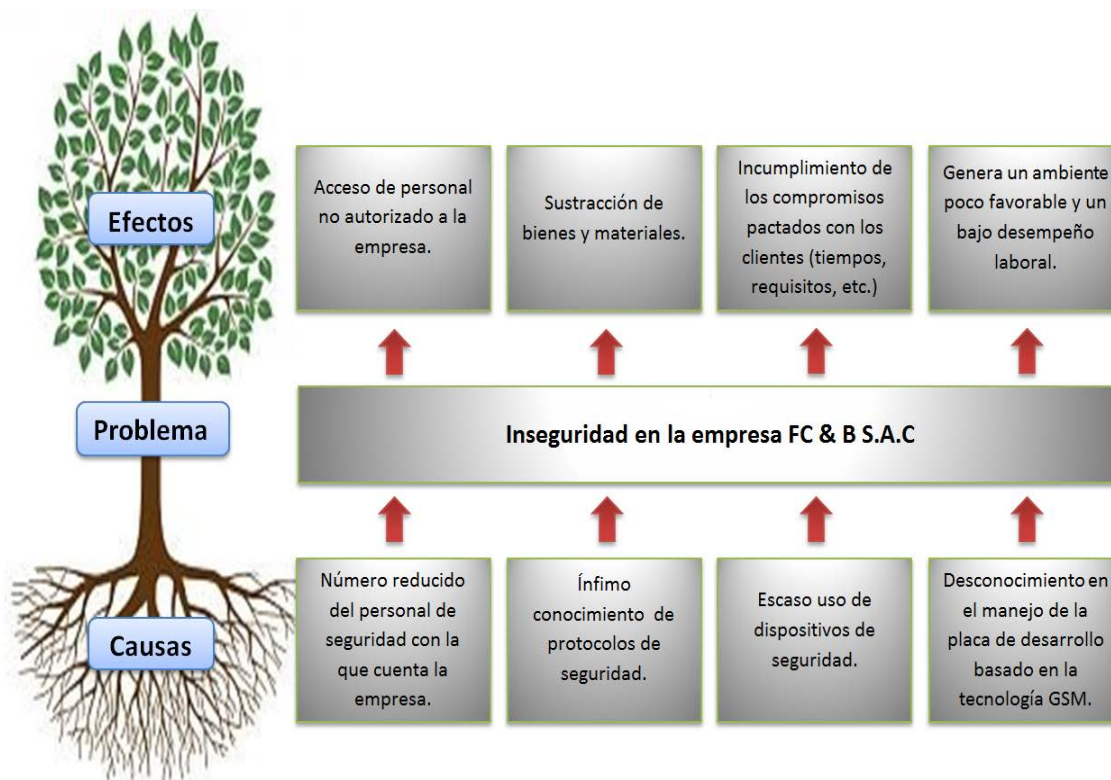 Efectos
Acceso de personal
no autorizado a la
empresa.
Sustracción de
bienes y materiales.
Incumplimiento de
los compromisos
pactados con los
clientes (tiempos,
requisitos, etc.)
Genera un ambiente
poco favorable y un
bajo desempeño
laboral.
Problema
Inseguridad en la empresa FC & B S.A.C
Causas
Número reducido
del personal de
seguridad con la
que cuenta la
empresa.
Ínfimo
conocimiento de
protocolos de
seguridad.
Escaso uso de
dispositivos de
seguridad.
Desconocimiento en
el manejo de la
placa de desarrollo
basado en la
tecnología GSM.